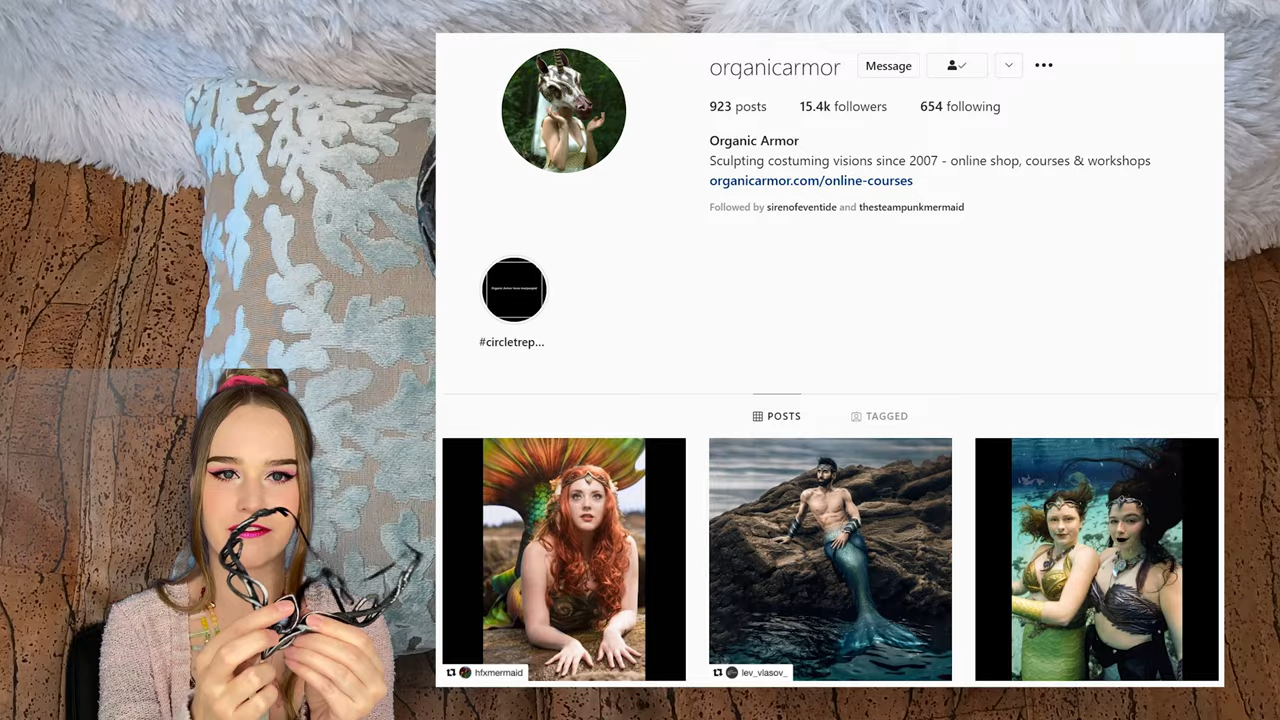 organicarmor Message
923 posts 15.4k followers 654 following
Organic Armor
Sculpting costuming visions since 2007 - online shop, courses & workshops
organicarmor.com/online-courses
Followed by sirenofeventide and thesteampunkmermaid
#circletrep...
POSTS TAGGED
hfxmermaid
lev_vlasov_